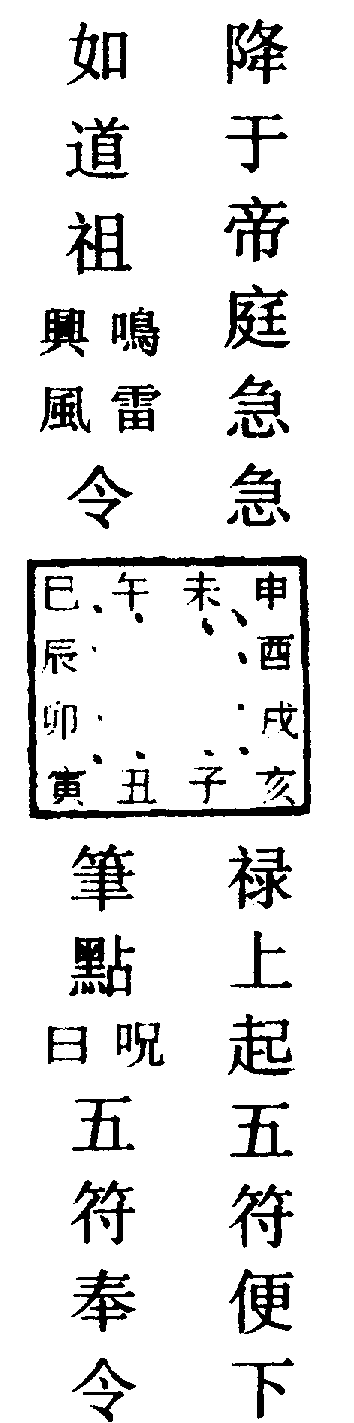 降于帝庭急急
如道祖鳴雷興風令
巳午未申
辰酉
卯戌
寅丑子亥
禄上起五符便下
筆點呪曰五符奉令